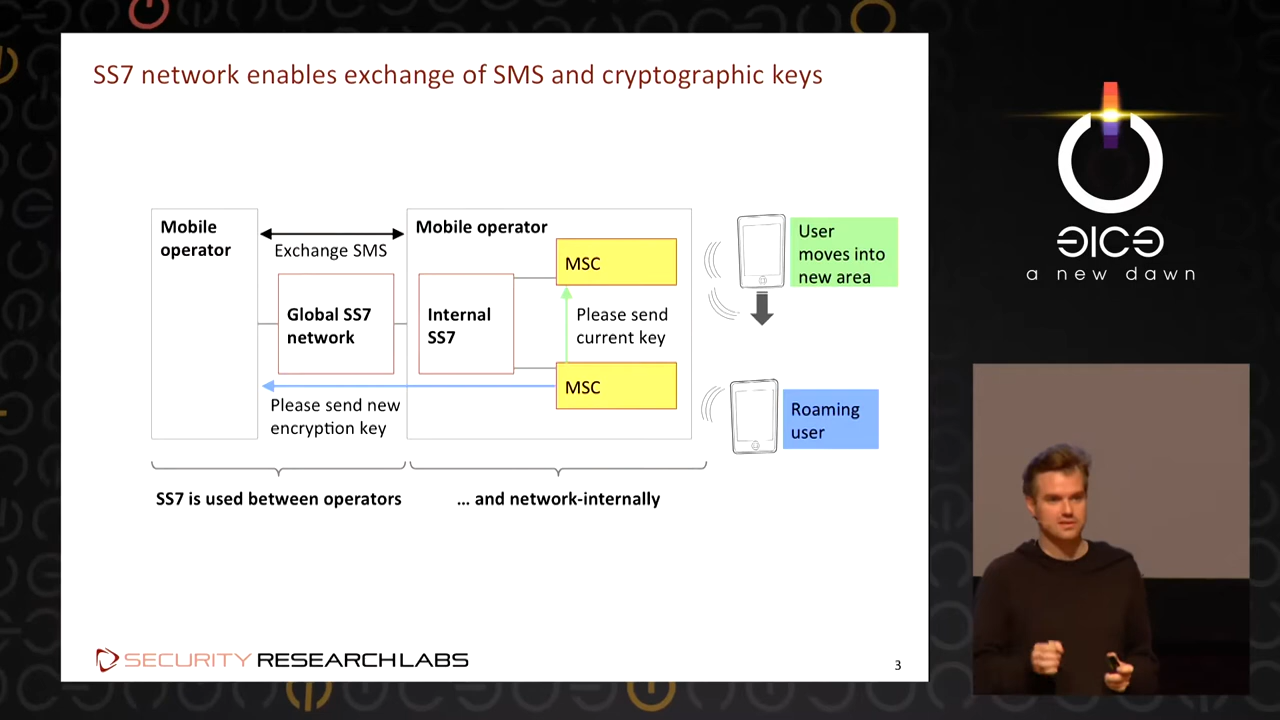 SS7 network enables exchange of SMS and cryptographic keys
Mobile
operator
Exchange SMS
Global SS7
network
Please send new
encryption key
Mobile operator
Internal
SS7
MSC
Please send
current key
MSC
User
moves into
new area
Roaming
user
SS7 is used between operators
... and network-internally
SECURITY RESEARCH LABS
3
a new dawn